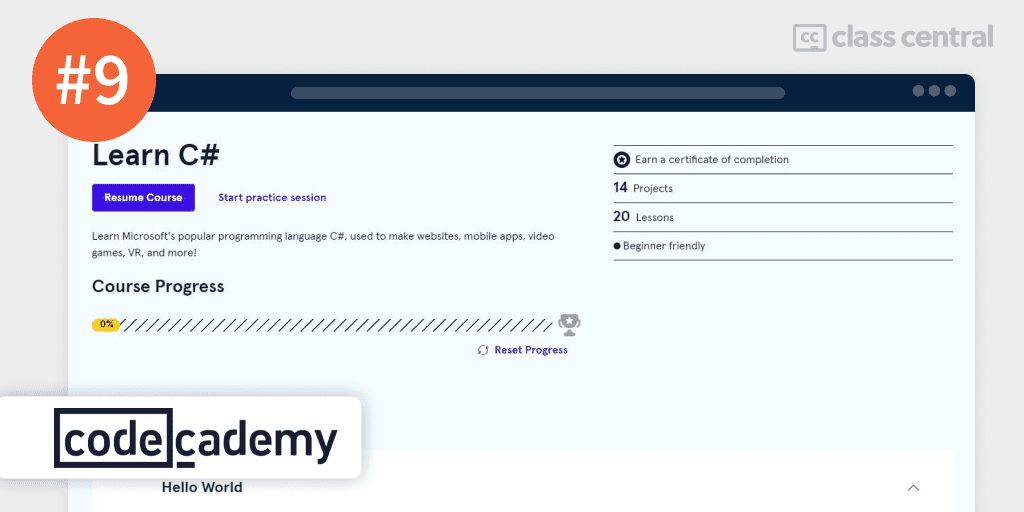 #9
cc class central
Learn C#
Resume Course
Start practice session
Learn Microsoft's popular programming language C#, used to make websites, mobile apps, video
games, VR, and more!
Course Progress
0%
Reset Progress
Earn a certificate of completion
14 Projects
20 Lessons
Beginner friendly
codecademy
Hello World